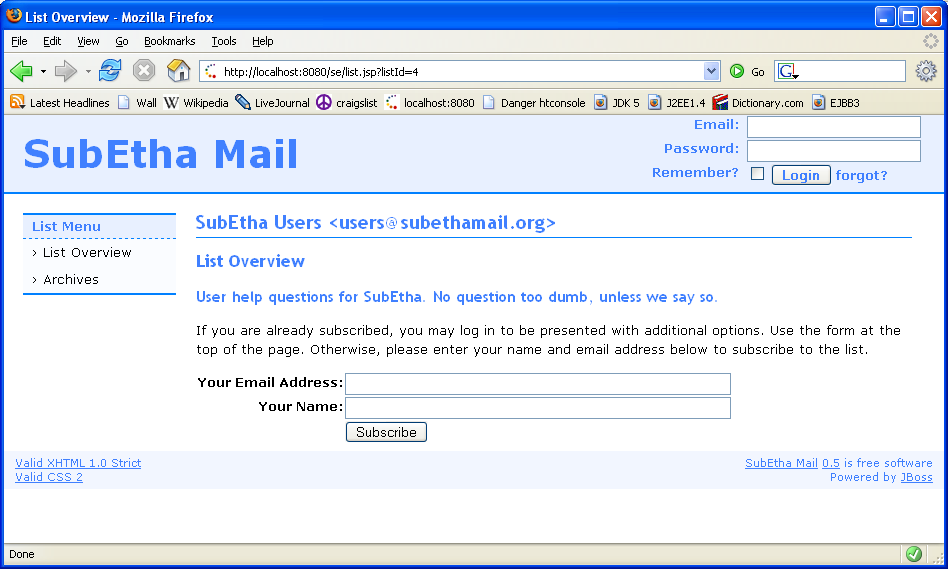 List Overview - Mozilla Firefox
File Edit View Go Bookmarks Tools Help
http://localhost:8080/se/list.jsp?listId=4 Go G
Latest Headlines Wall W Wikipedia LiveJournal craigslist localhost:8080 Danger htconsole JDK 5 J2EE1.4 Dictionary.com EJBB3
SubEtha Mail
Email:
Password:
Remember? Login forgot?
List Menu
› List Overview
› Archives
SubEtha Users <users@subethamail.org>
List Overview
User help questions for SubEtha. No question too dumb, unless we say so.
If you are already subscribed, you may log in to be presented with additional options. Use the form at the
top of the page. Otherwise, please enter your name and email address below to subscribe to the list.
Your Email Address:
Your Name:
Subscribe
Valid XHTML 1.0 Strict
Valid CSS 2
SubEtha Mail 0.5 is free software
Powered by JBoss
Done